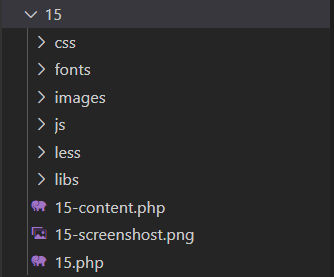 15
css
fonts
images
js
less
libs
15-content.php
15-screenshost.png
15.php